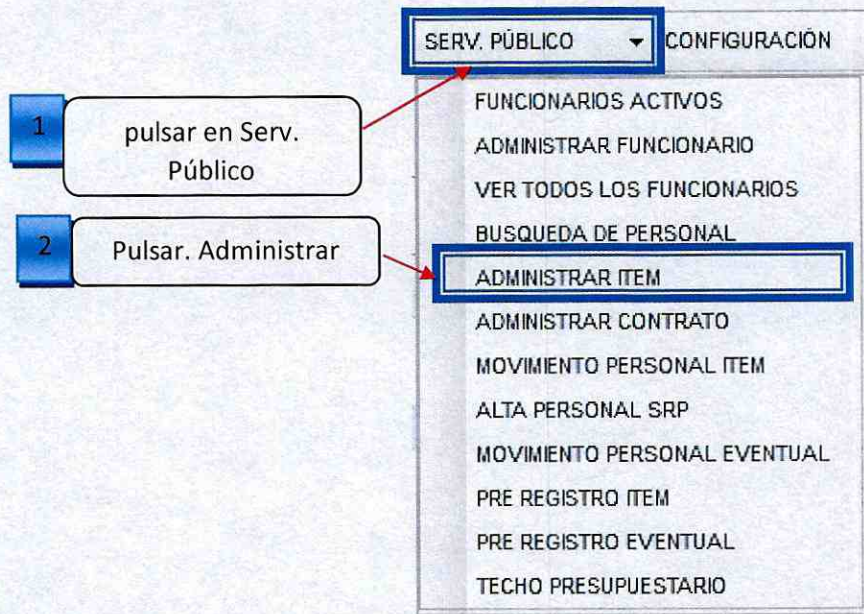 SERV. PÚBLICO CONFIGURACIÓN
1
pulsar en Serv.
Público
2
Pulsar. Administrar
FUNCIONARIOS ACTIVOS
ADMINISTRAR FUNCIONARIO
VER TODOS LOS FUNCIONARIOS
BUSQUEDA DE PERSONAL
ADMINISTRAR ITEM
ADMINISTRAR CONTRATO
MOVIMIENTO PERSONAL ITEM
ALTA PERSONAL SRP
MOVIMIENTO PERSONAL EVENTUAL
PRE REGISTRO ITEM
PRE REGISTRO EVENTUAL
TECHO PRESUPUESTARIO